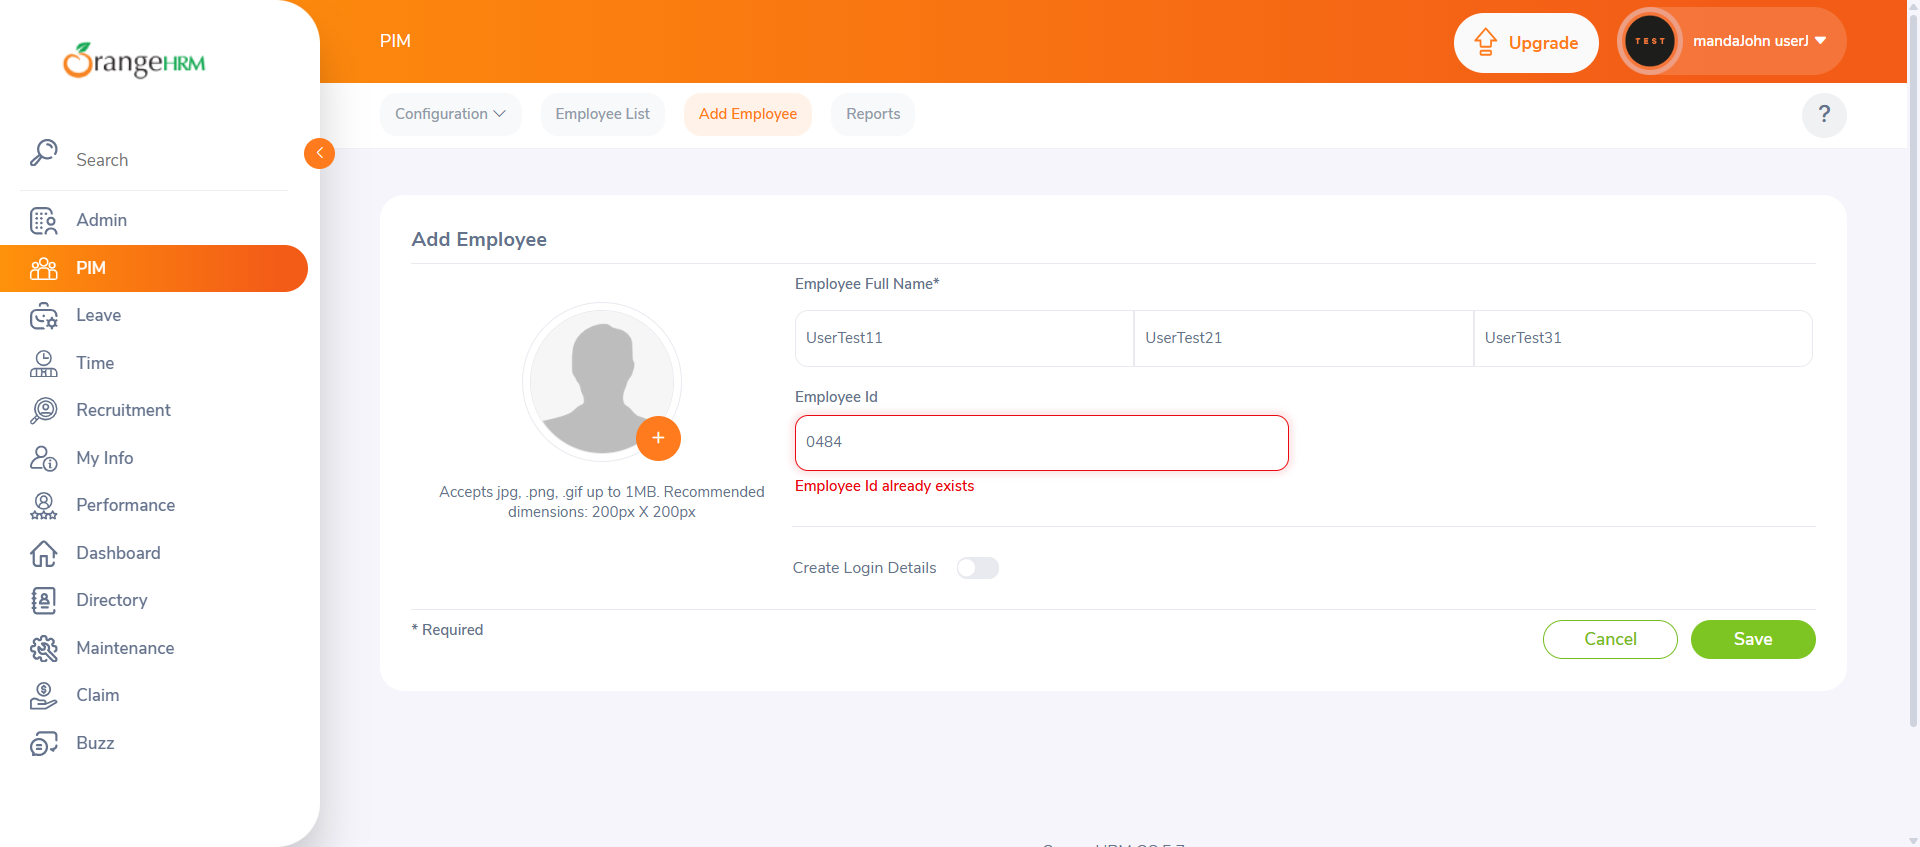 OrangeHRM
Search
Admin
PIM
Leave
Time
Recruitment
My Info
Performance
Dashboard
Directory
Maintenance
Claim
Buzz
PIM
Upgrade
TEST
mandaJohn userJ
Configuration
Employee List
Add Employee
Reports
?
Add Employee
Employee Full Name*
UserTest11
UserTest21
UserTest31
Employee Id
0484
Employee Id already exists
Accepts jpg, .png, .gif up to 1MB. Recommended
dimensions: 200px X 200px
Create Login Details
* Required
Cancel
Save